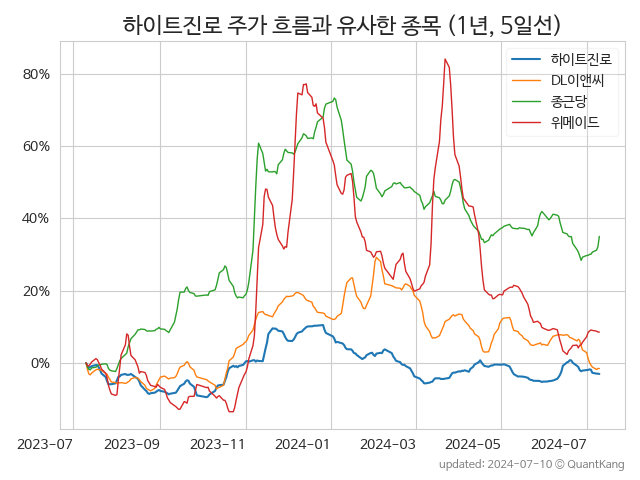 하이트진로 주가 흐름과 유사한 종목 (1년, 5일선)
하이트진로
DL이앤씨
종근당
위메이드
80%
60%
40%
20%
0%
2023-07
2023-09
2023-11
2024-01
2024-03
2024-05
2024-07
updated: 2024-07-10 © QuantKang